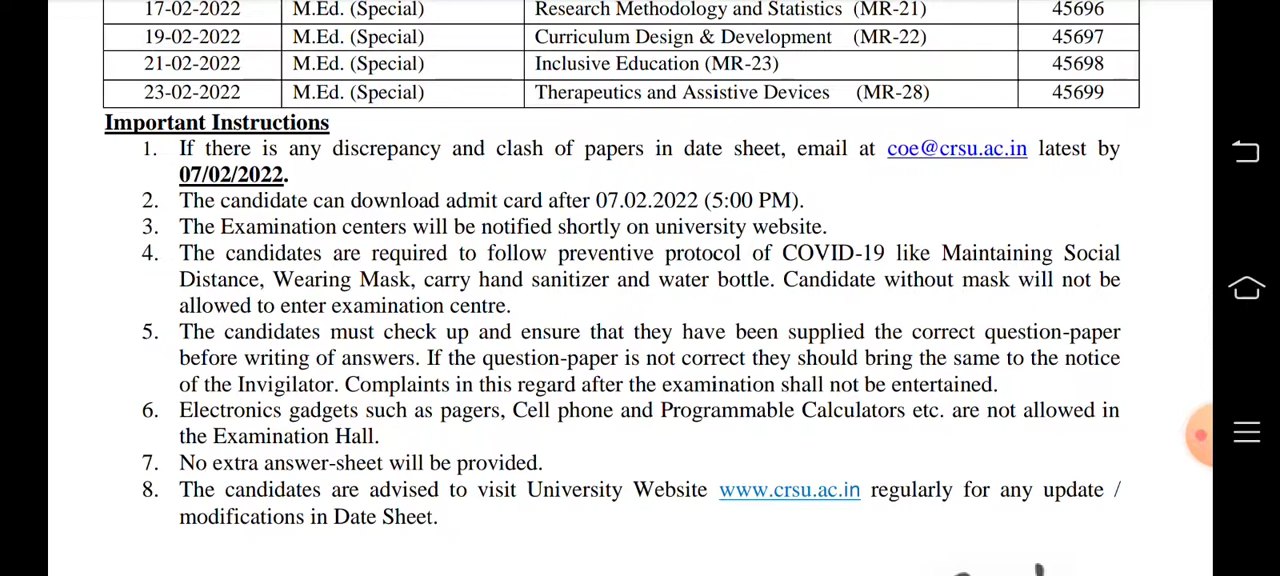 17-02-2022 M.Ed. (Special) Research Methodology and Statistics (MR-21) 45696
19-02-2022 M.Ed. (Special) Curriculum Design & Development (MR-22) 45697
21-02-2022 M.Ed. (Special) Inclusive Education (MR-23) 45698
23-02-2022 M.Ed. (Special) Therapeutics and Assistive Devices (MR-28) 45699
Important Instructions
1. If there is any discrepancy and clash of papers in date sheet, email at coe@crsu.ac.in latest by
07/02/2022.
2. The candidate can download admit card after 07.02.2022 (5:00 PM).
3. The Examination centers will be notified shortly on university website.
4. The candidates are required to follow preventive protocol of COVID-19 like Maintaining Social
Distance, Wearing Mask, carry hand sanitizer and water bottle. Candidate without mask will not be
allowed to enter examination centre.
5. The candidates must check up and ensure that they have been supplied the correct question-paper
before writing of answers. If the question-paper is not correct they should bring the same to the notice
of the Invigilator. Complaints in this regard after the examination shall not be entertained.
6. Electronics gadgets such as pagers, Cell phone and Programmable Calculators etc. are not allowed in
the Examination Hall.
7. No extra answer-sheet will be provided.
8. The candidates are advised to visit University Website www.crsu.ac.in regularly for any update /
modifications in Date Sheet.